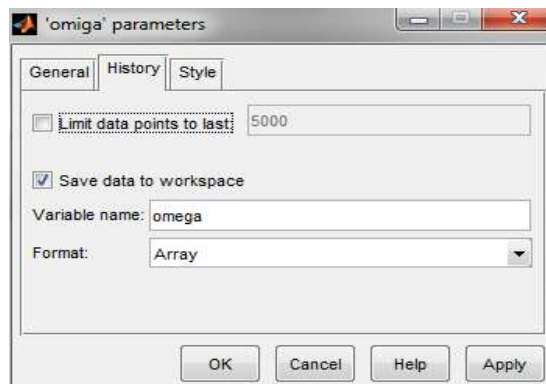 'omiga' parameters
General History Style
Limit data points to last: 5000
Save data to workspace
Variable name: omega
Format: Array
OK Cancel Help Apply